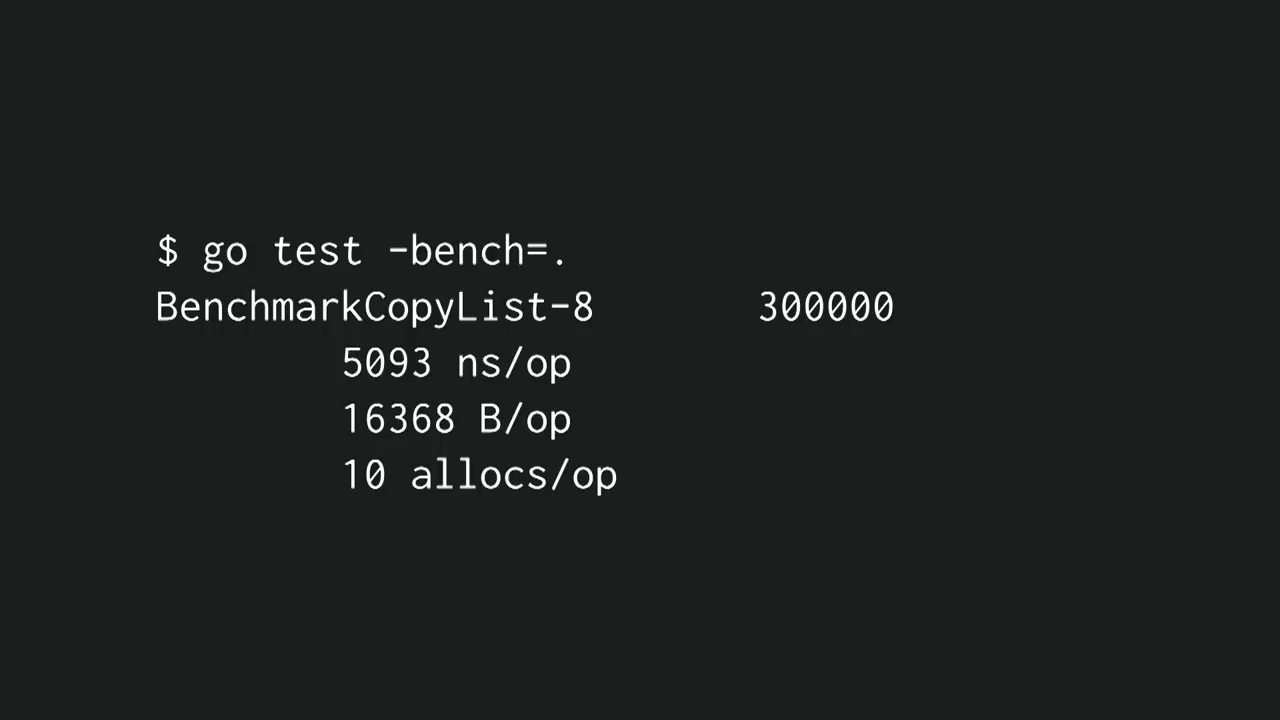 $ go test -bench=.
BenchmarkCopyList-8 300000
5093 ns/op
16368 B/op
10 allocs/op